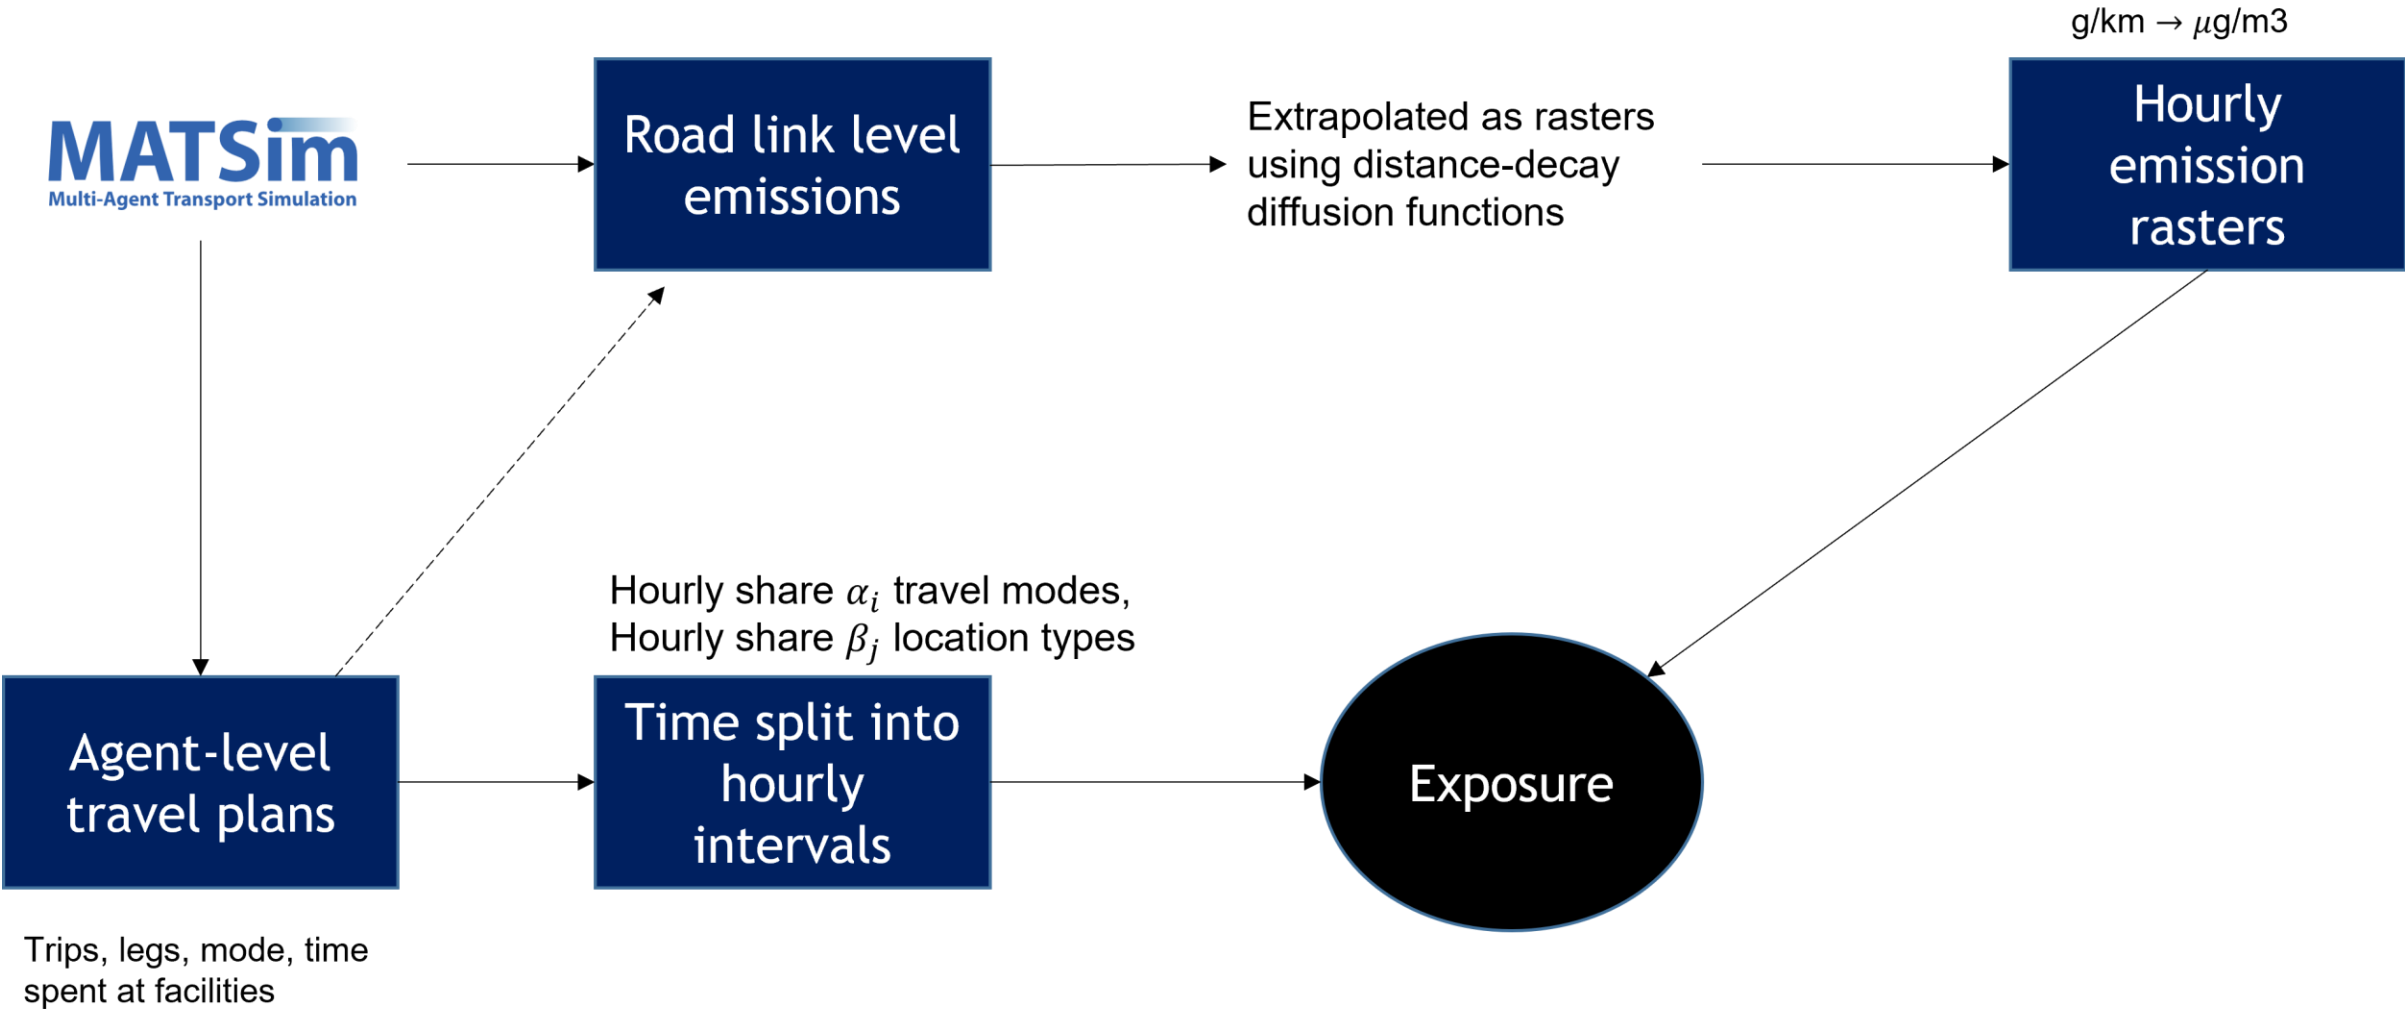 g/km → μg/m3
MATSim
Multi-Agent Transport Simulation
Road link level
emissions
Extrapolated as rasters
using distance-decay
diffusion functions
Hourly
emission
rasters
Hourly share αᵢ travel modes,
Hourly share βⱼ location types
Agent-level
travel plans
Time split into
hourly
intervals
Exposure
Trips, legs, mode, time
spent at facilities